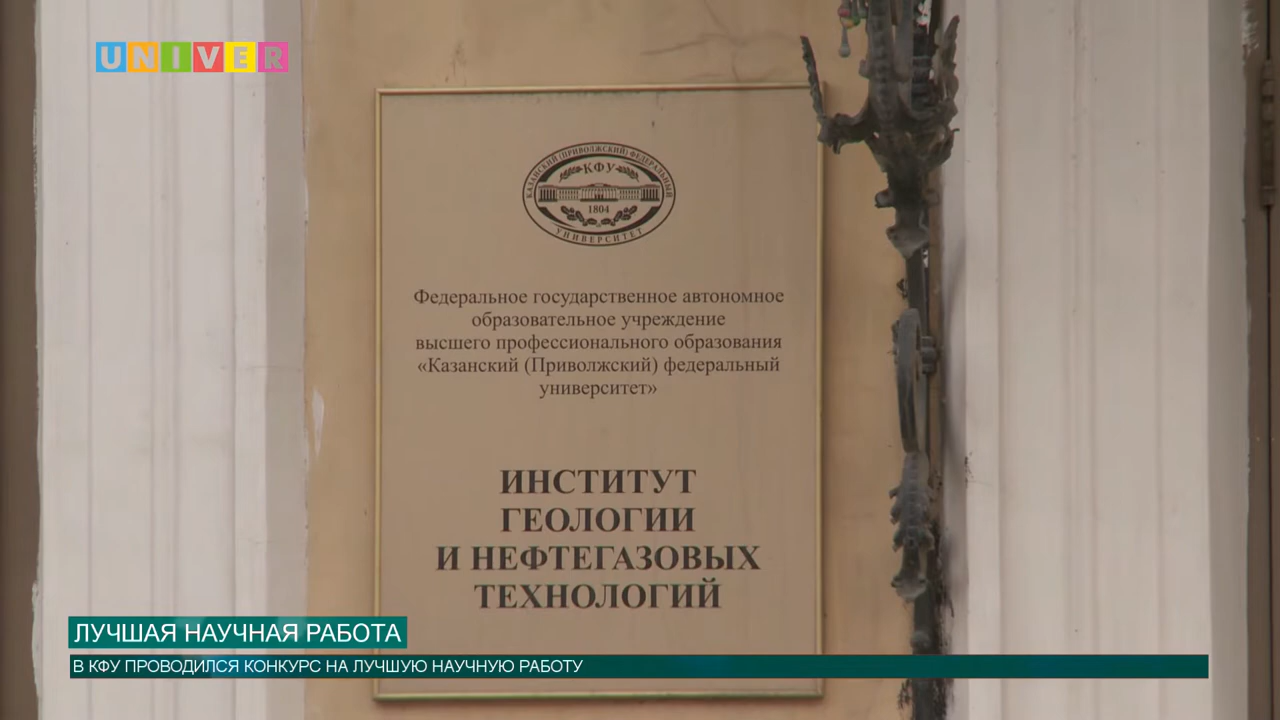 UNIVER
КАЗАНСКИЙ (ПРИВОЛЖСКИЙ) ФЕДЕРАЛЬНЫЙ
КФУ
1804
УНИВЕРСИТЕТ
Федеральное государственное автономное
образовательное учреждение
высшего профессионального образования
«Казанский (Приволжский) федеральный
университет»
ИНСТИТУТ
ГЕОЛОГИИ
И НЕФТЕГАЗОВЫХ
ТЕХНОЛОГИЙ
ЛУЧШАЯ НАУЧНАЯ РАБОТА
В КФУ ПРОВОДИЛСЯ КОНКУРС НА ЛУЧШУЮ НАУЧНУЮ РАБОТУ